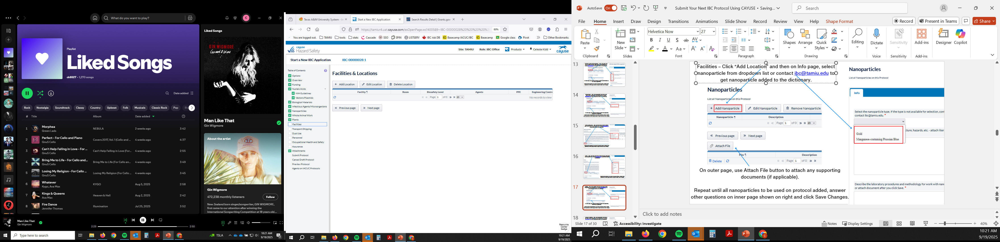 What do you want to play?
C
Playlist
Liked Songs
ck6527 • 1,270 songs
Date added
Rock
Nostalgia
Soundtrack
Classy
Country
Upbeat
Folk
Musicals
Classic Rock
Pop
# Title Album Date added
1 Morphea NEBULA 2 weeks ago 3:42
Green Lads
2 Perfect - For Cello and Piano Covers 2017, Vol. 1 (Cello and ... 4 weeks ago 4:37
GnuS Cello
3 Can't Help Falling in Love - For ... Can't Help Falling in Love (For... 4 weeks ago 2:55
GnuS Cello
4 Bring Me to Life - For Cello and... Bring Me to Life (For Cello an... 4 weeks ago 3:49
GnuS Cello
5 Losing My Religion - For Cello ... Losing My Religion (For Cello ... 4 weeks ago 3:45
GnuS Cello
6 Whatever KYGO Aug 5, 2025 2:58
Kygo, Ava Max
7 Kings & Queens Heaven & Hell Aug 2, 2025 2:42
Ava Max
8 Fire Dance Illumination Jul 25, 2025 3:52
Jennifer Thomas
Liked Songs
GIN WIGMORE
Man Like That
Gin Wigmore
About the artist
Gin Wigmore
472,238 monthly listeners
Follow
New Zealand born singer/songwriter, GIN WIGMORE,
first came to our attention after winning the
International Songwriting Competition at 18 years old....
Man Like That
Gin Wigmore
2:29
2:50
Type here to search
TSLA
10:21 AM
9/19/2025
Texas A&M University System - 
Start a New IBC Application
Search Results Detail | Grants.gov
https://tamiur4.uat.cayuse.com/esOpenPage.wc?400589~IBC-00000028%20%20%20%20%2
80%
You are logged out.
TAMIU
tools
stats
Cascade
SSO
SPIN
LISTSERV
IBC risk DB
Basecamp IACUC/IBC
Basecamp
Google class
Pivot
Other Bookmarks
cayuse
Hazard Safety
Site: TAMIU
Role: IBC Office
Products
Celeste Kidd
cayuse
Start a New IBC Application
IBC-00000028 1
Table of Contents
Options
Overview
Funding
Nucleic Acids
NIH Guidelines
Vectors/Plasmids
Biological Materials
Infectious Agents/Microorganisms
Nanoparticles
Whole Animal Work
Plants
Facilities
Transport/Shipping
Dual Use
Personnel
Occupational Health and Safety
Assurance
Attachments
Submit Protocol
Cancel Draft Protocol
Preview Protocol
Agents on IACUC Protocols
Facilities & Locations
+ Add Location
Edit Location
Delete Location
Facility Room Biosafety Level Agents PPE Engineering Contr
Page 1 of 0 20
No records to view
« Previous page
» Next page
Resource
Center
badge
10:21 AM
9/19/2025
AutoSave On
Submit Your Next IBC Protocol Using CAYUSE • Saving...
Search
File Home Insert Draw Design Transitions Animations Slide Show Record Review View Help Shape Format
Record
Present in Teams
Share
Paste
Clipboard
New
Slide
Slides
Helvetica Now 27
B I U S ab AV
A Aa
Font
Paragraph
Shapes Arrange Quick
Styles
Drawing
Editing
Dictate
Voice
Sensitivity
Sensitivity
Add-ins
Add-ins
Designer Copilot
13
14
15
16
17
18
Facilities – Click “Add Location” and then on Info page, select
nanoparticle from dropdown list or contact ibc@tamiu.edu to
get nanoparticle added to the dictionary.
Nanoparticles
List all Nanoparticles on this Protocol
+ Add Nanoparticle
Edit Nanoparticle
Remove Nanoparticle
Nanoparticle Description
Page 1 of 0 20
« Previous page
» Next page
Attach File
File Description
Delete
Page 1 of 0
On outer page, use Attach File button to attach any supporting
documents (if applicable).
Repeat until all nanoparticles to be used on protocol added, answer
other questions on inner page shown on right and click Save Changes.
Nanoparticles
List all Nanoparticles on this Protocol
Info
Select the nanoparticle type. If the type is not available for selection, cont
contact ibc@tamiu.edu. *
cture, hazards, etc. - attach liter
Gold
Manganese-containing Prussian Blue
Describe the laboratory procedures and methodology for work with nan
or attach document after you click Save. *
Click to add notes
Slide 17 of 30
Accessibility: Investigate
Notes
Display Settings
40%
10:21 AM
9/19/2025